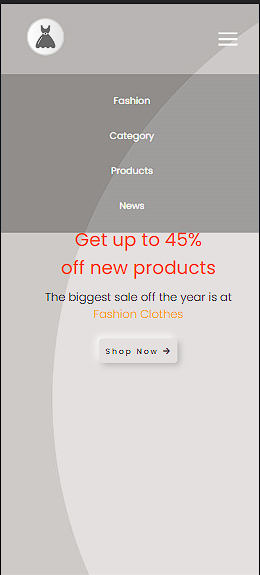 Fashion
Category
Products
News
Get up to 45%
off new products
The biggest sale off the year is at
Fashion Clothes
Shop Now →